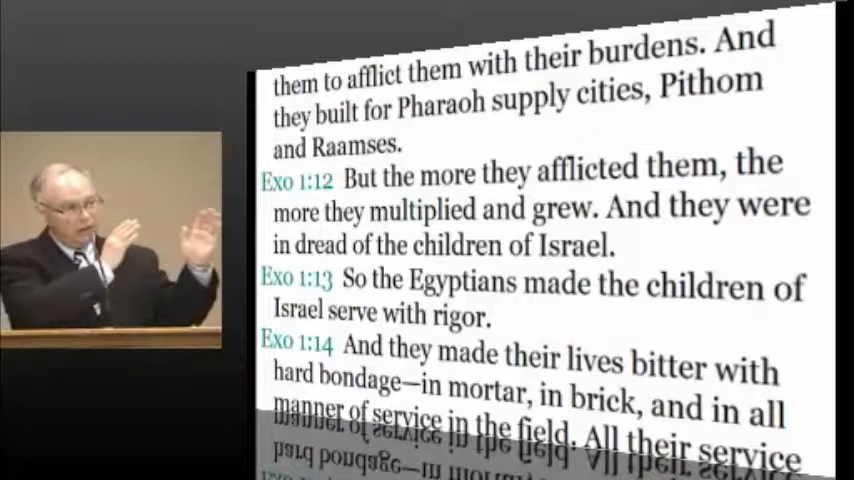 them to afflict them with their burdens. And
they built for Pharaoh supply cities, Pithom
and Raamses.
Exo 1:12 But the more they afflicted them, the
more they multiplied and grew. And they were
in dread of the children of Israel.
Exo 1:13 So the Egyptians made the children of
Israel serve with rigor.
Exo 1:14 And they made their lives bitter with
hard bondage—in mortar, in brick, and in all
manner of service in the field. All their service